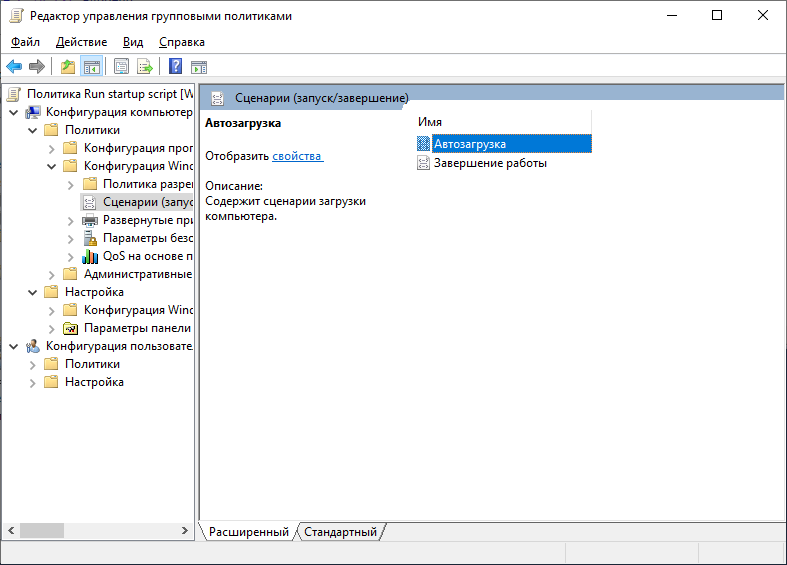 Редактор управления групповыми политиками
Файл Действие Вид Справка
Политика Run startup script [W
Конфигурация компьютер
Политики
Конфигурация прог
Конфигурация Winc
Политика разреш
Сценарии (запус
Развернутые при
Параметры безо
QoS на основе п
Административные
Настройка
Конфигурация Winc
Параметры панели
Конфигурация пользовате
Политики
Настройка
Сценарии (запуск/завершение)
Автозагрузка
Отобразить свойства
Описание:
Содержит сценарии загрузки
компьютера.
Имя
Автозагрузка
Завершение работы
Расширенный Стандартный